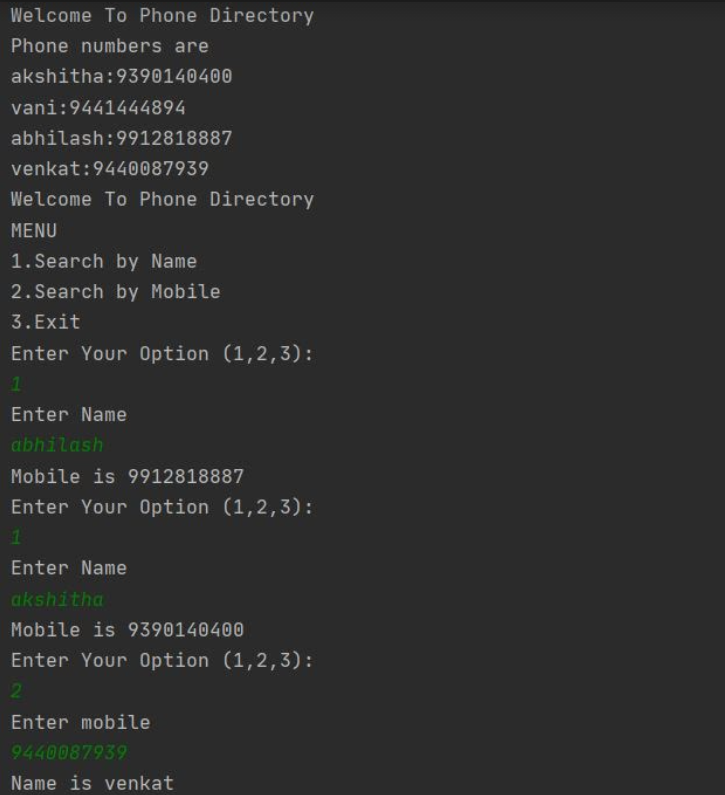 Welcome To Phone Directory
Phone numbers are
akshitha:9390140400
vani:9441444894
abhilash:9912818887
venkat:9440087939
Welcome To Phone Directory
MENU
1.Search by Name
2.Search by Mobile
3.Exit
Enter Your Option (1,2,3):
1
Enter Name
abhilash
Mobile is 9912818887
Enter Your Option (1,2,3):
1
Enter Name
akshitha
Mobile is 9390140400
Enter Your Option (1,2,3):
2
Enter mobile
9440087939
Name is venkat